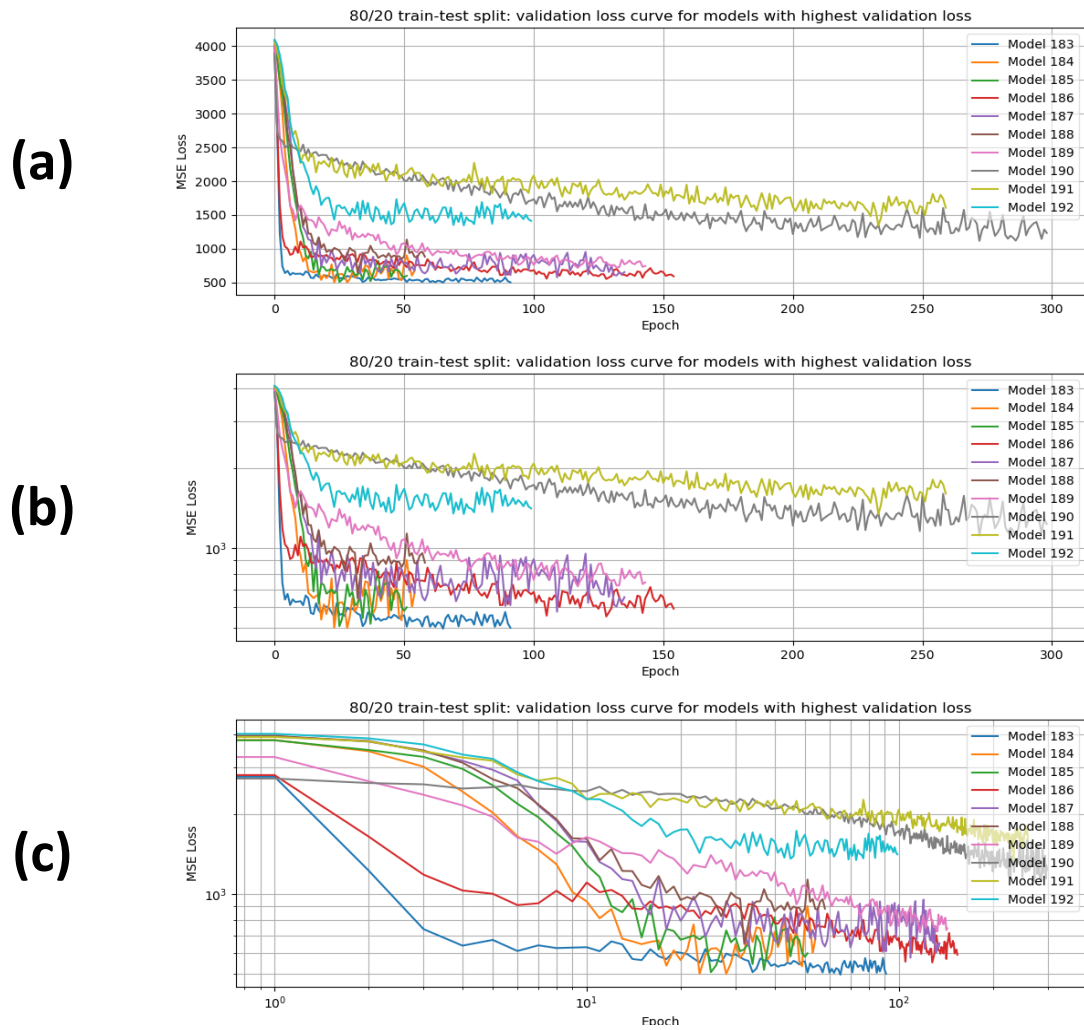 (a)
80/20 train-test split: validation loss curve for models with highest validation loss
MSE Loss
4000
3500
3000
2500
2000
1500
1000
500
0
50
100
150
200
250
300
Epoch
Model 183
Model 184
Model 185
Model 186
Model 187
Model 188
Model 189
Model 190
Model 191
Model 192
(b)
80/20 train-test split: validation loss curve for models with highest validation loss
MSE Loss
10³
0
50
100
150
200
250
300
Epoch
Model 183
Model 184
Model 185
Model 186
Model 187
Model 188
Model 189
Model 190
Model 191
Model 192
(c)
80/20 train-test split: validation loss curve for models with highest validation loss
MSE Loss
10³
10⁰
10¹
10²
Epoch
Model 183
Model 184
Model 185
Model 186
Model 187
Model 188
Model 189
Model 190
Model 191
Model 192